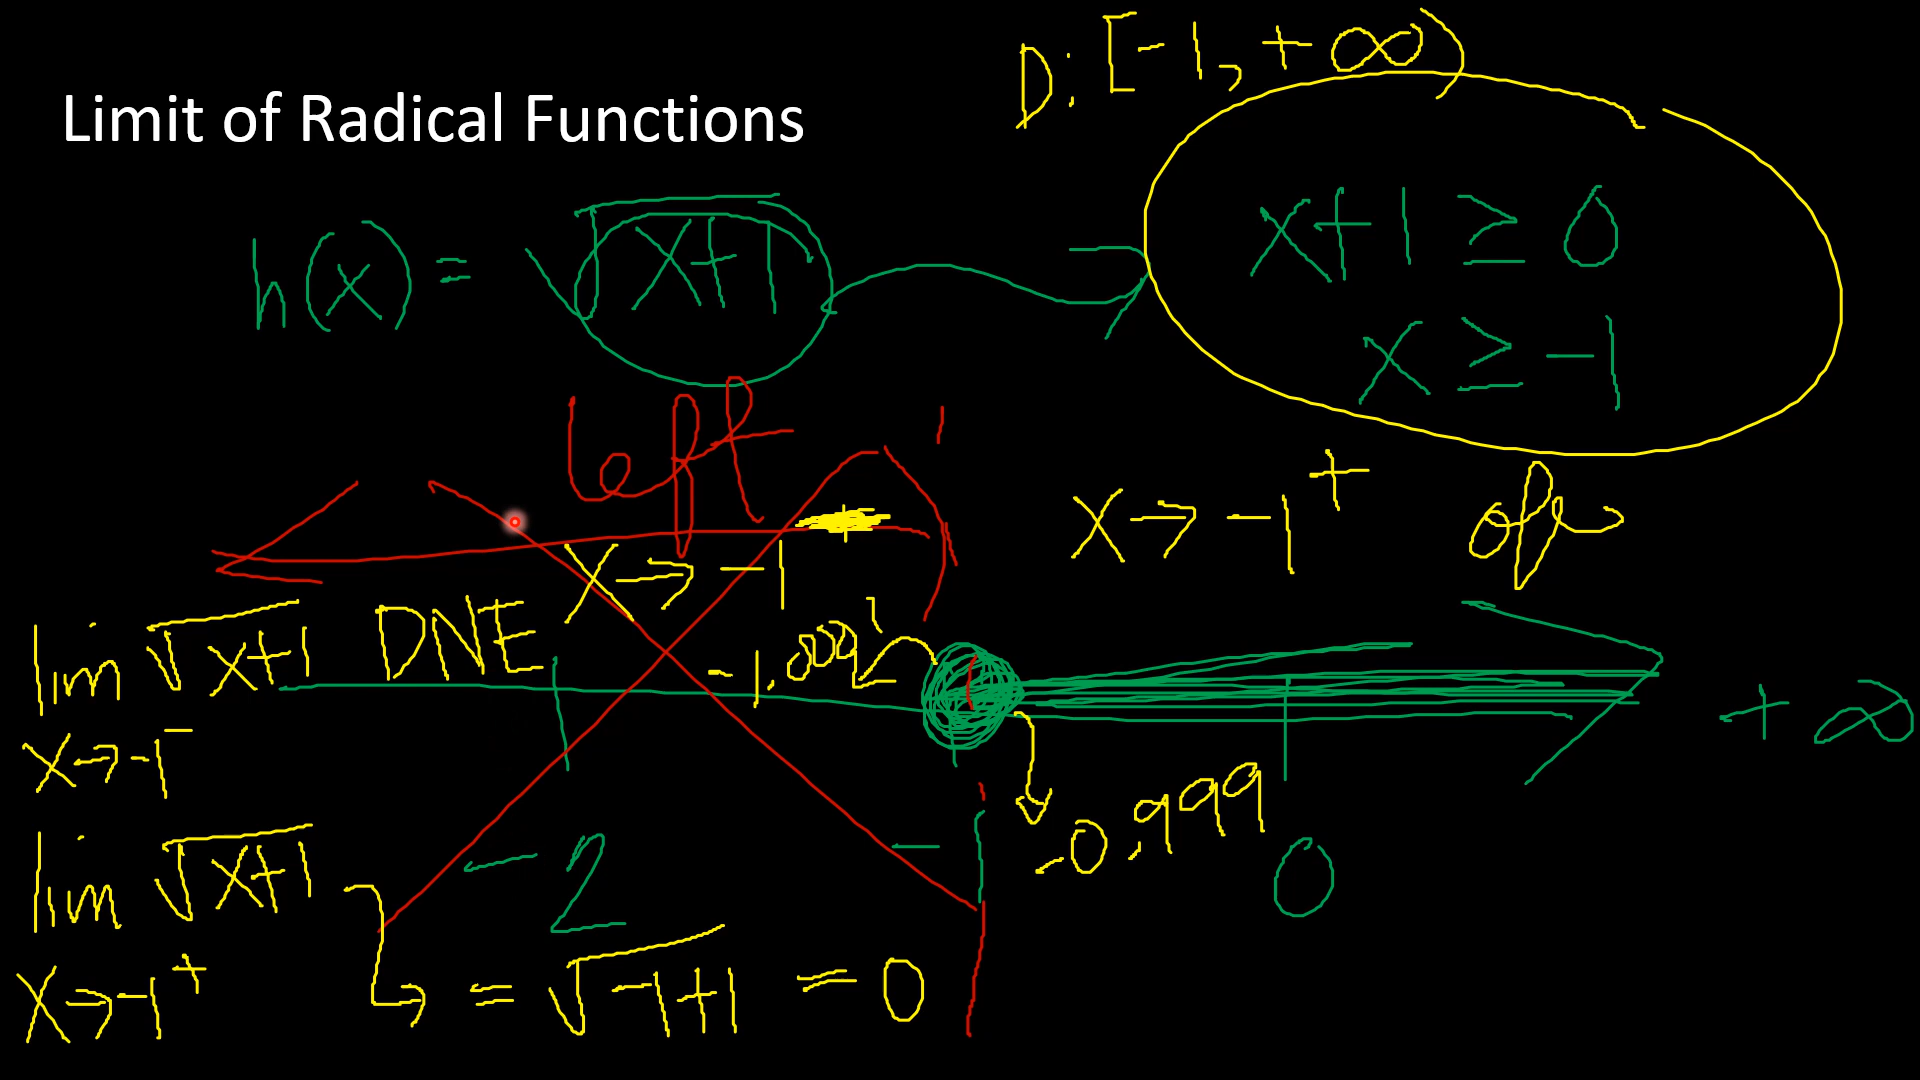 D: [-1, +∞)
Limit of Radical Functions
h(x) = √x+1
x+1 ≥ 0
x ≥ -1
left
x → -1⁺
x → -1
lim √x+1 DNE
x→-1⁻
-1.0001
+∞
-0.999
-2
-1
0
lim √x+1
x→-1⁺
= √-1+1 = 0